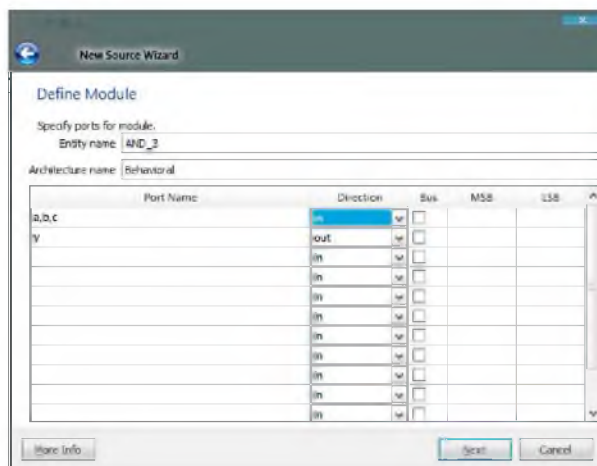 New Source Wizard
Define Module
Specify ports for module.
Entity name AND_3
Architecture name Behavioral
Port Name Direction Bus MSB LSB
a,b,c in
y out
in
in
in
in
in
in
in
in
in
More Info Next Cancel